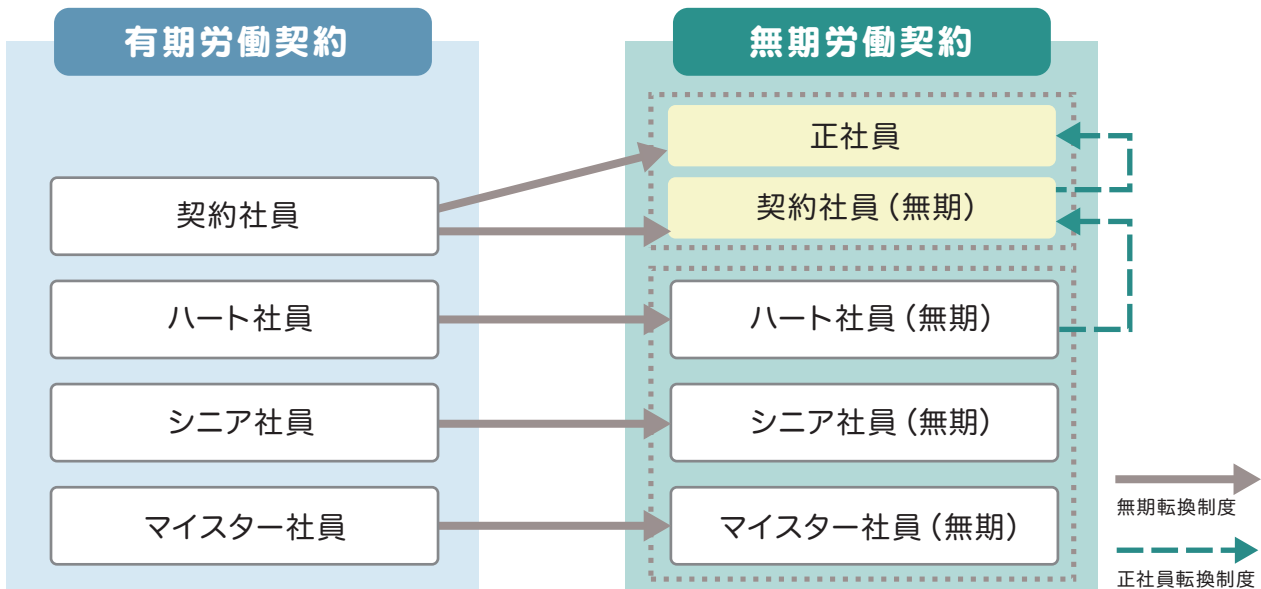 有期労働契約
無期労働契約
正社員
契約社員
契約社員（無期）
ハート社員
ハート社員（無期）
シニア社員
シニア社員（無期）
マイスター社員
マイスター社員（無期）
無期転換制度
正社員転換制度